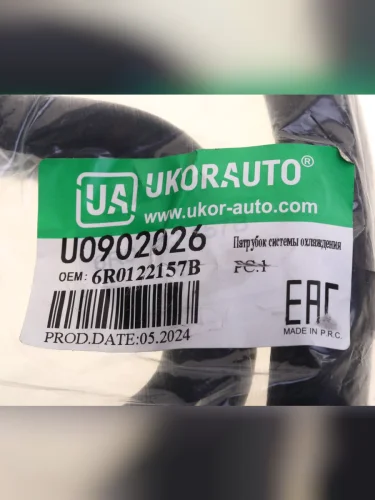 UA UKORAUTO®
www.ukor-auto.com
U0902026
Патрубок системы охлаждения
OEM: 6R0122157B
PC.1
EAC
MADE IN P.R.C.
PROD.DATE:05.2024